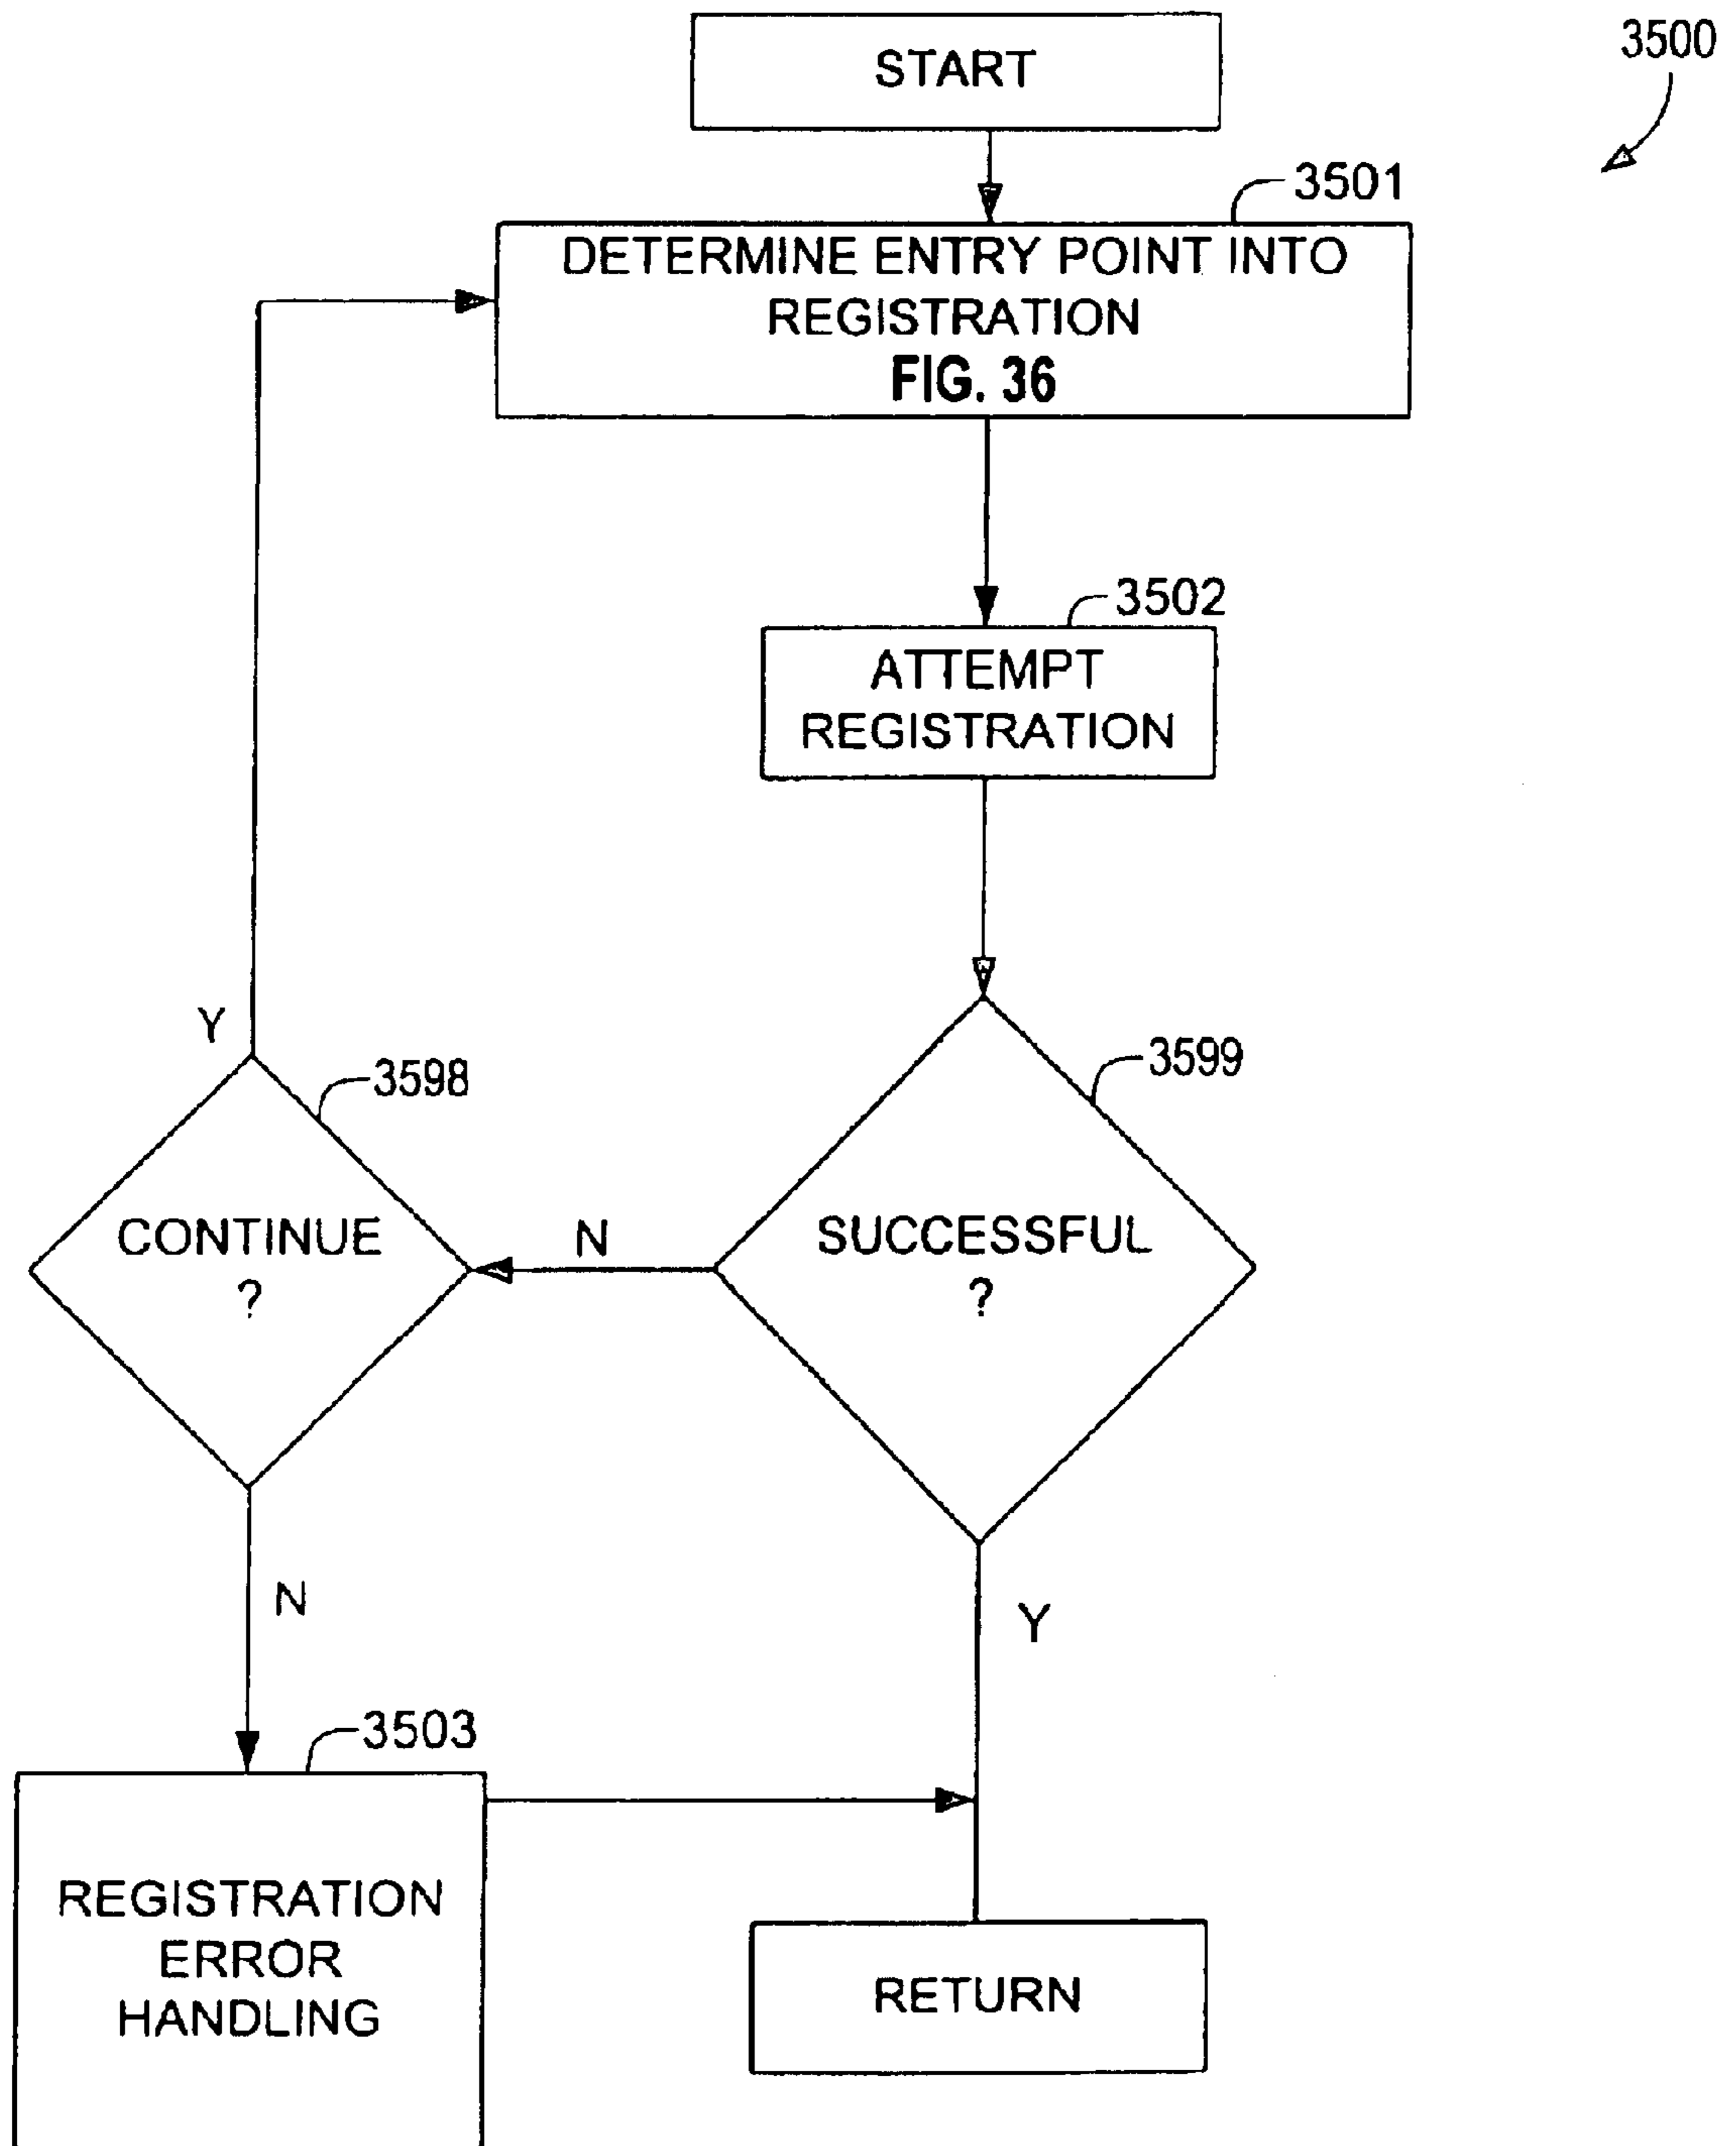 START
3500
3501
DETERMINE ENTRY POINT INTO
REGISTRATION
FIG. 36
3502
ATTEMPT
REGISTRATION
Y
3598
3599
CONTINUE
?
N
SUCCESSFUL
?
N
Y
3503
REGISTRATION
ERROR
HANDLING
RETURN